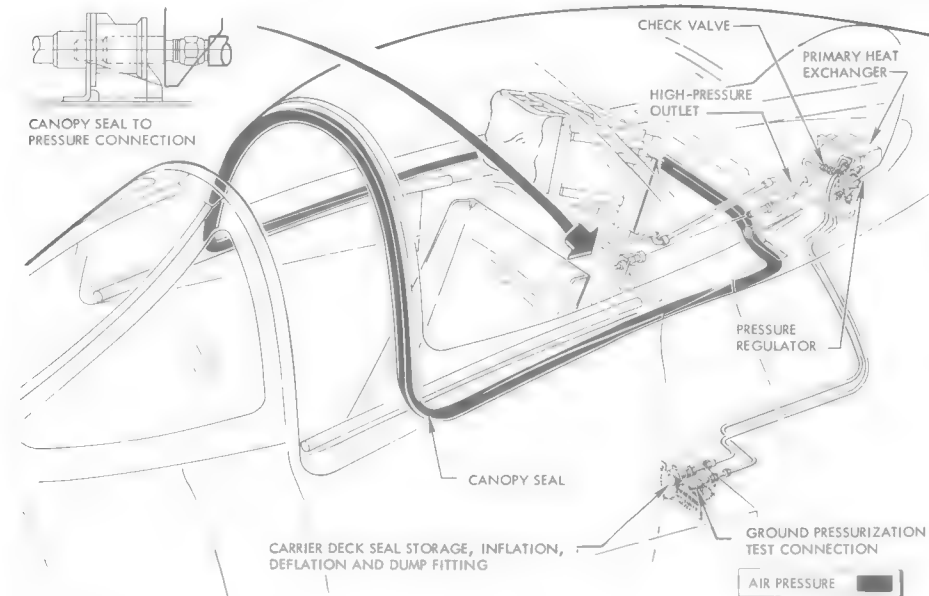 CANOPY SEAL TO
PRESSURE CONNECTION
CHECK VALVE
PRIMARY HEAT
EXCHANGER
HIGH-PRESSURE
OUTLET
PRESSURE
REGULATOR
CANOPY SEAL
CARRIER DECK SEAL STORAGE, INFLATION,
DEFLATION AND DUMP FITTING
GROUND PRESSURIZATION
TEST CONNECTION
AIR PRESSURE